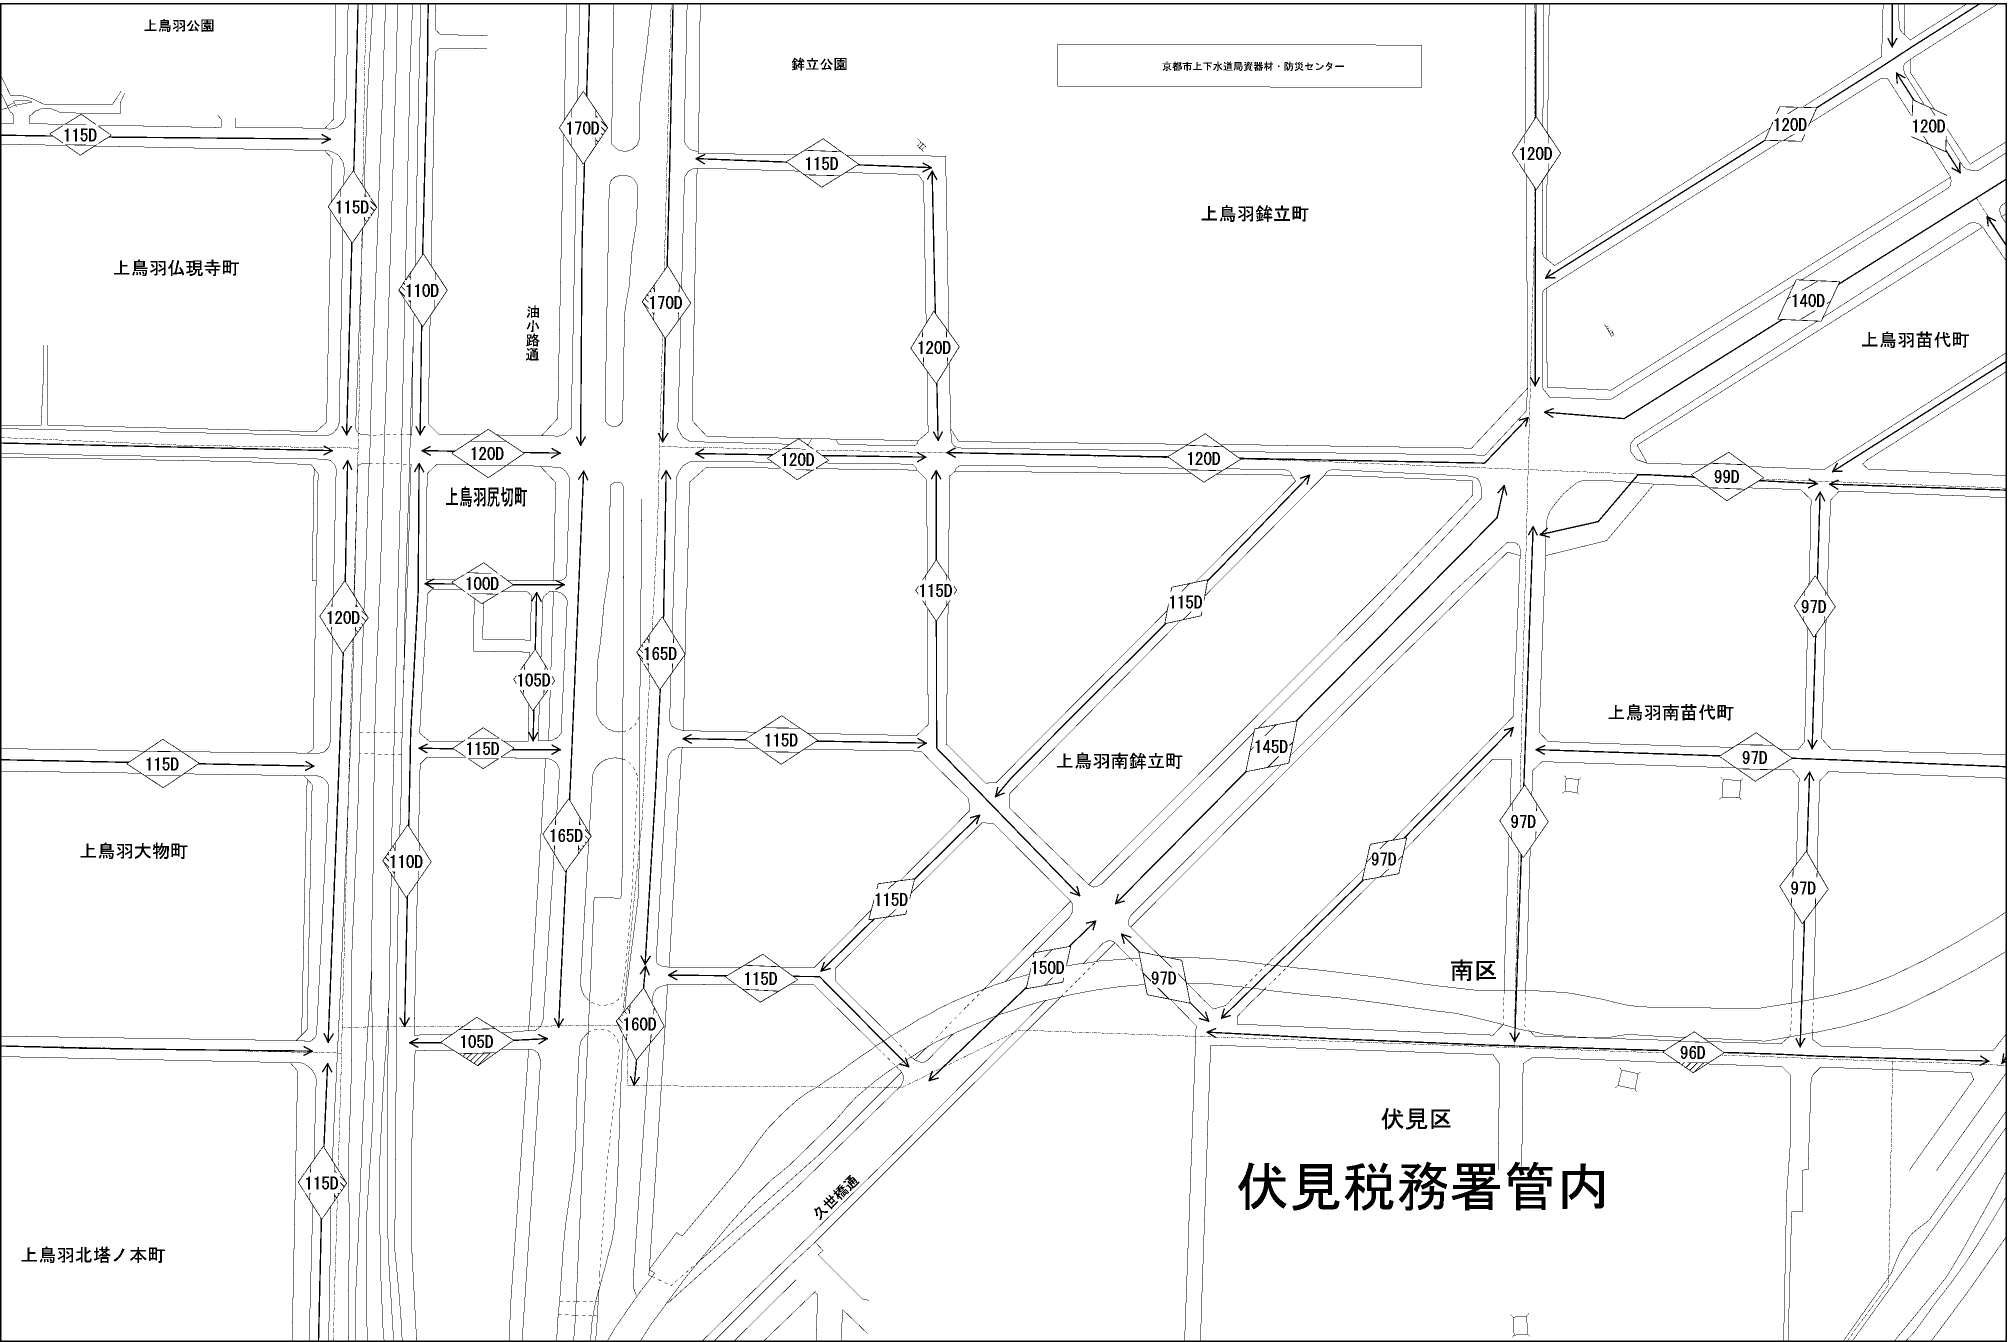 上鳥羽公園
鉾立公園
京都市上下水道局資器材・防災センター
170D
115D
120D
120D
120D
115D
115D
上鳥羽鉾立町
上鳥羽仏現寺町
110D
170D
140D
油小路通
120D
上鳥羽苗代町
120D
120D
120D
99D
上鳥羽尻切町
100D
115D
115D
97D
120D
165D
105D
上鳥羽南苗代町
115D
115D
115D
145D
97D
上鳥羽南鉾立町
97D
165D
上鳥羽大物町
110D
97D
97D
115D
115D
150D
97D
南区
160D
105D
96D
伏見区
115D
伏見税務署管内
久世橋通
上鳥羽北塔ノ本町